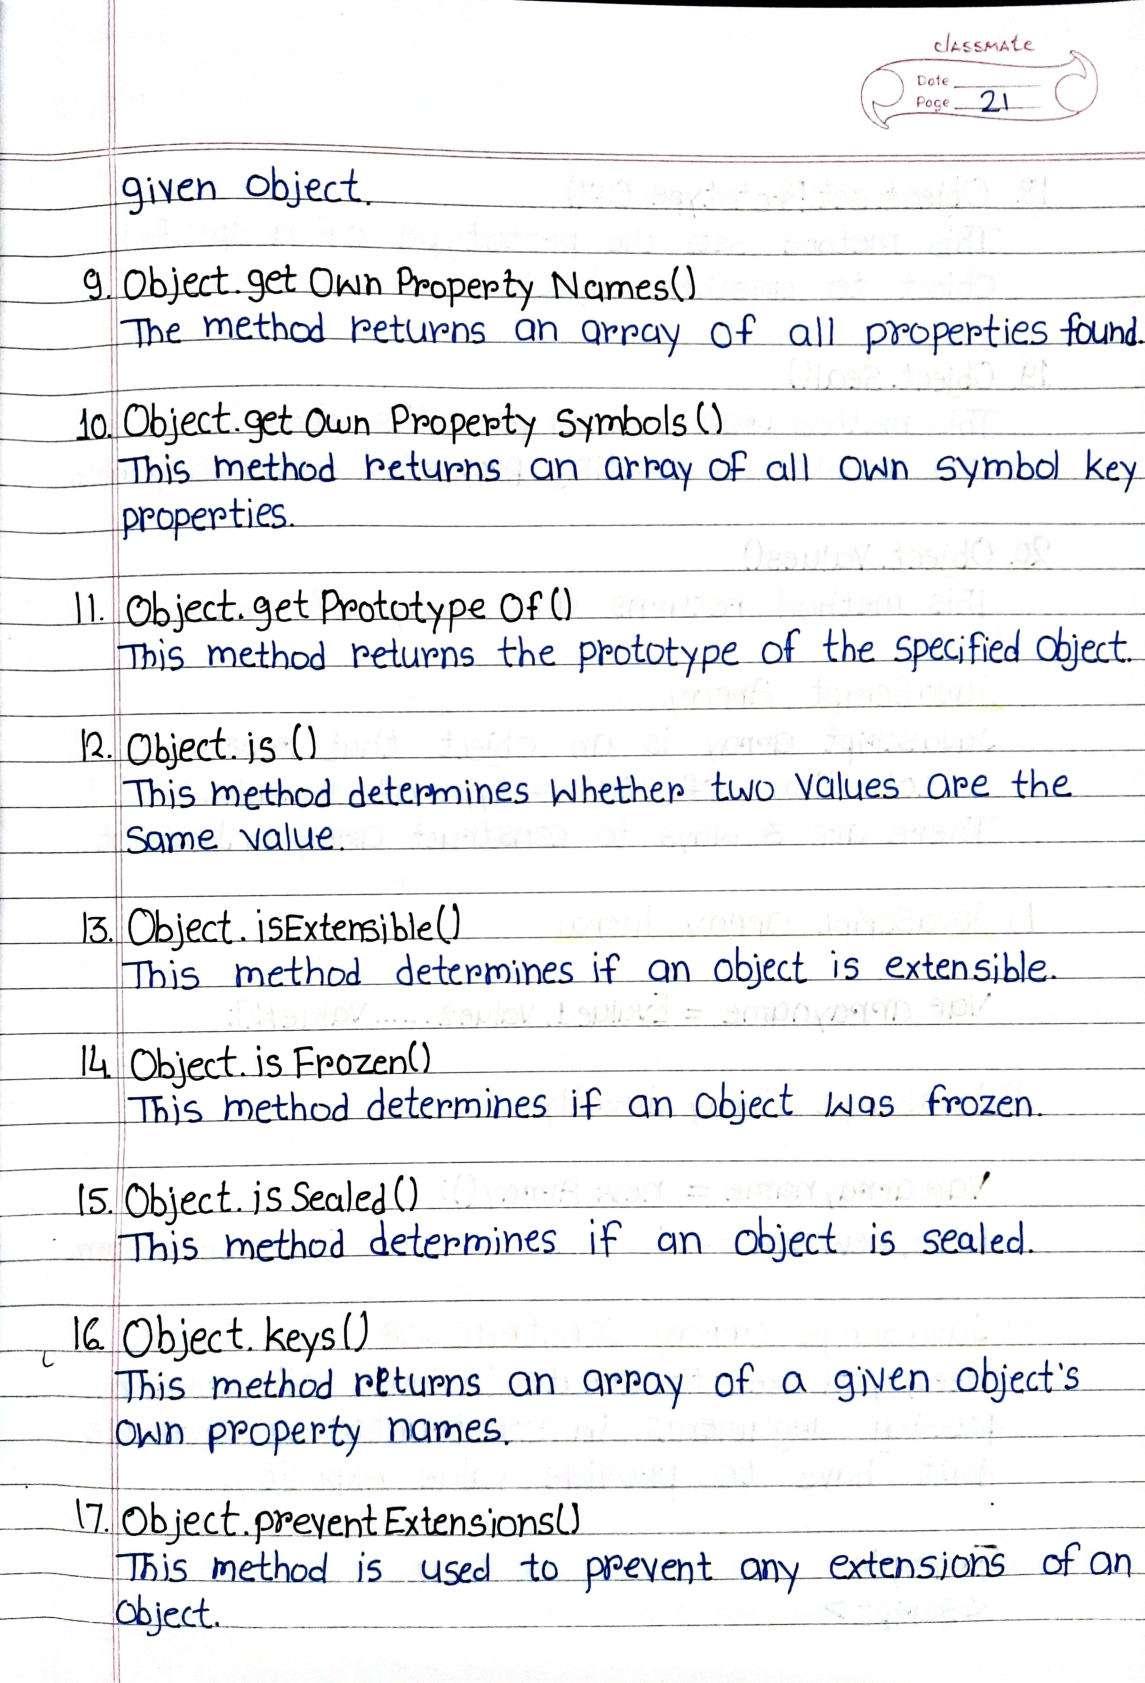 classmate
Date
Page 21
given object.
9. Object.get Own Property Names()
The method returns an array of all properties found.
10. Object.get Own Property Symbols()
This method returns an array of all own symbol key
properties.
11. Object.get Prototype Of()
This method returns the prototype of the specified object.
12. Object.is ()
This method determines whether two values are the
same value.
13. Object.isExtensible()
This method determines if an object is extensible.
14. Object.is Frozen()
This method determines if an object was frozen.
15. Object.is Sealed()
This method determines if an object is sealed.
16. Object.keys()
This method returns an array of a given object's
own property names.
17. Object.prevent Extensions()
This method is used to prevent any extensions of an
object.